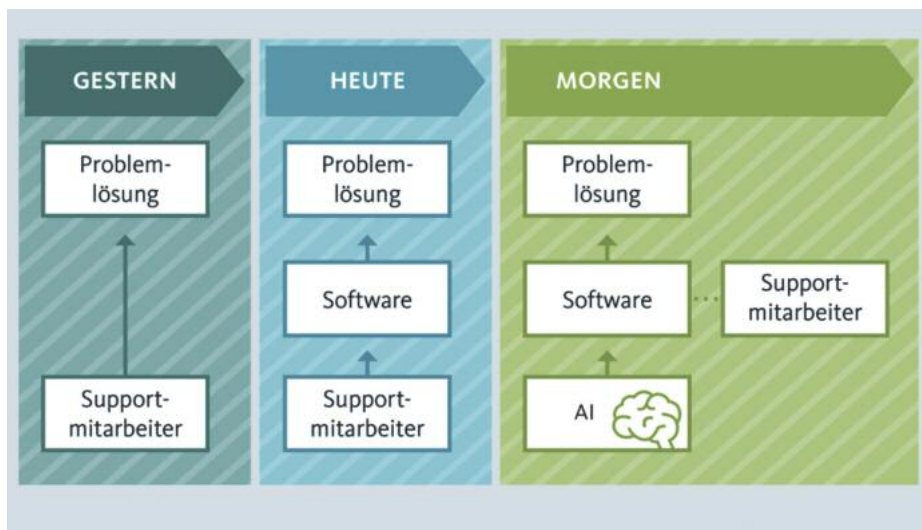 GESTERN
Problem-
lösung
Support-
mitarbeiter
HEUTE
Problem-
lösung
Software
Support-
mitarbeiter
MORGEN
Problem-
lösung
Software
Support-
mitarbeiter
AI